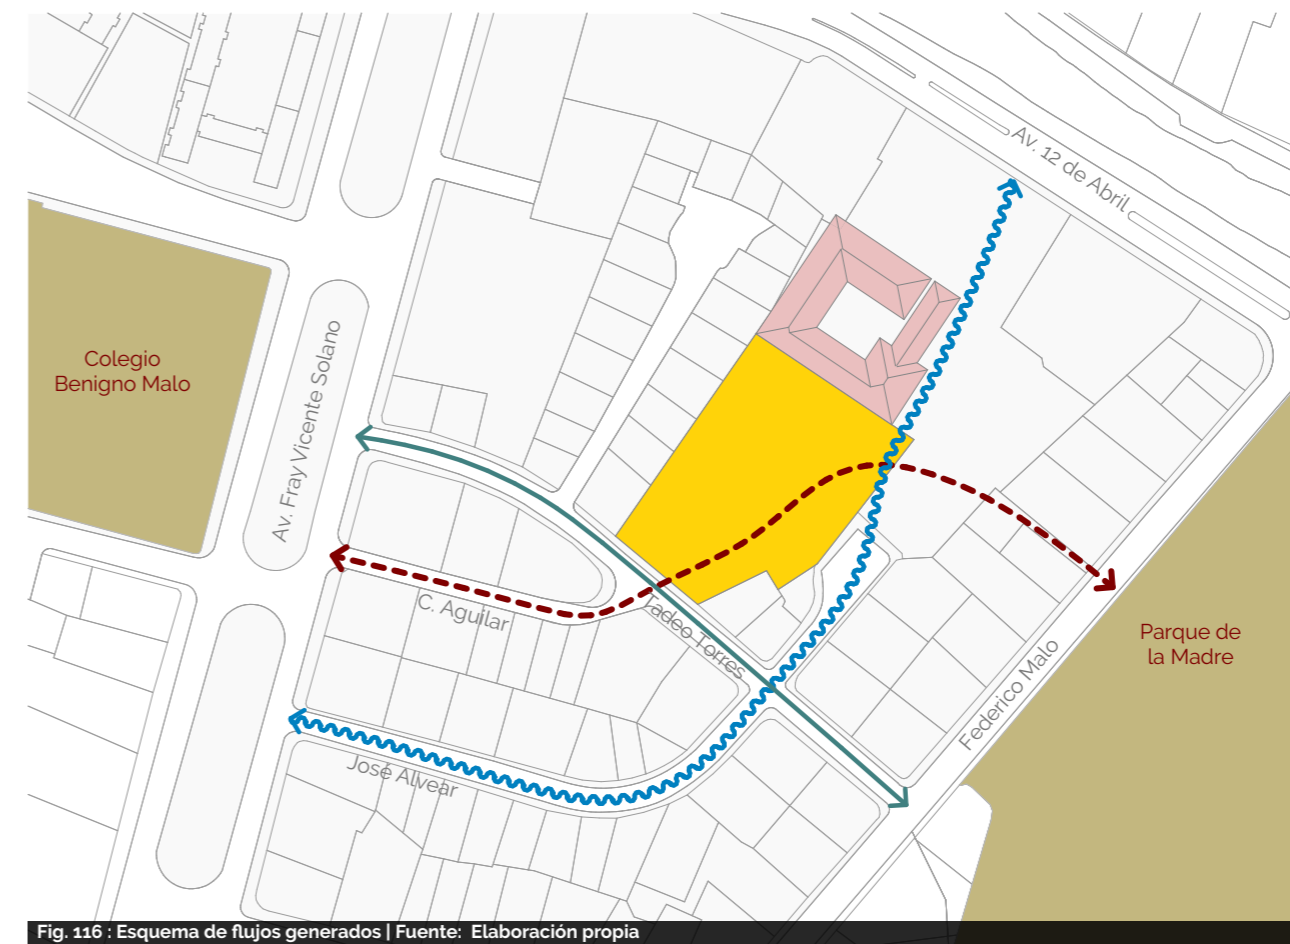 Av. 12 de Abril
Colegio
Benigno Malo
Av. Fray Vicente Solano
C. Aguilar
Tadeo Torres
Parque de
la Madre
Federico Malo
José Alvear
Fig. 116 : Esquema de flujos generados | Fuente: Elaboración propia